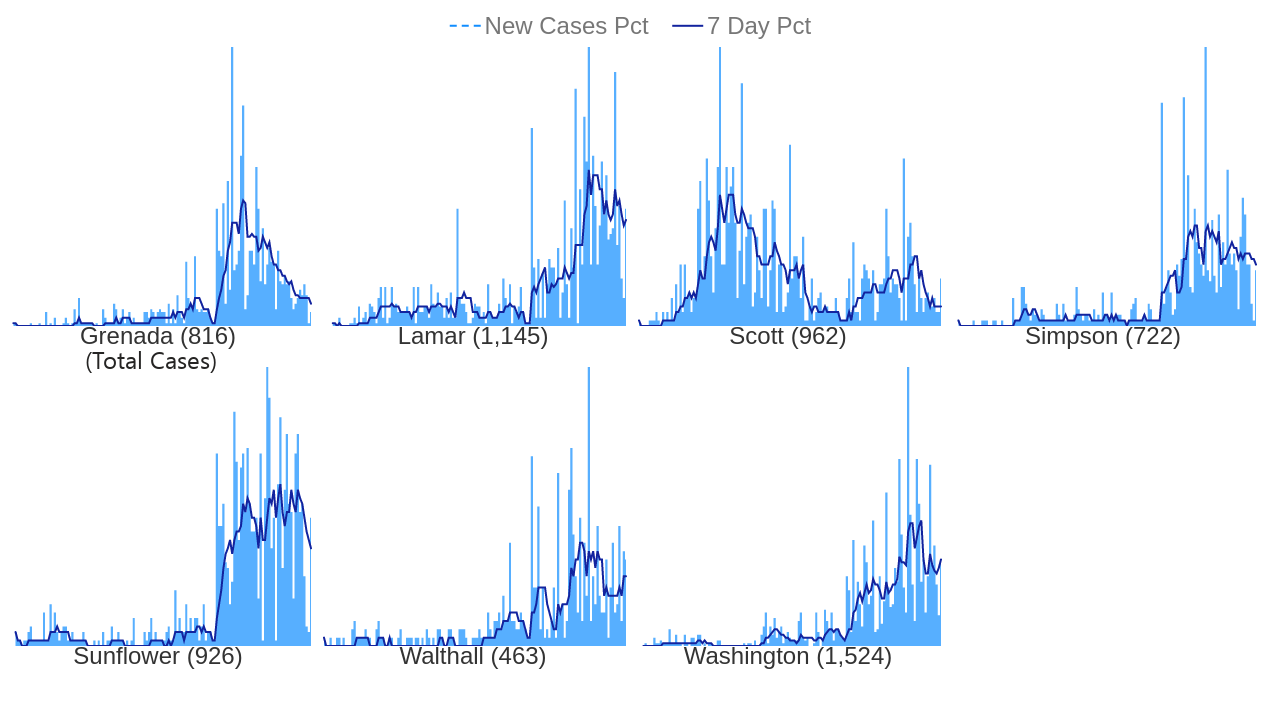 New Cases Pct 7 Day Pct
Grenada (816) Lamar (1,145) Scott (962) Simpson (722)
(Total Cases)
Sunflower (926) Walthall (463) Washington (1,524)